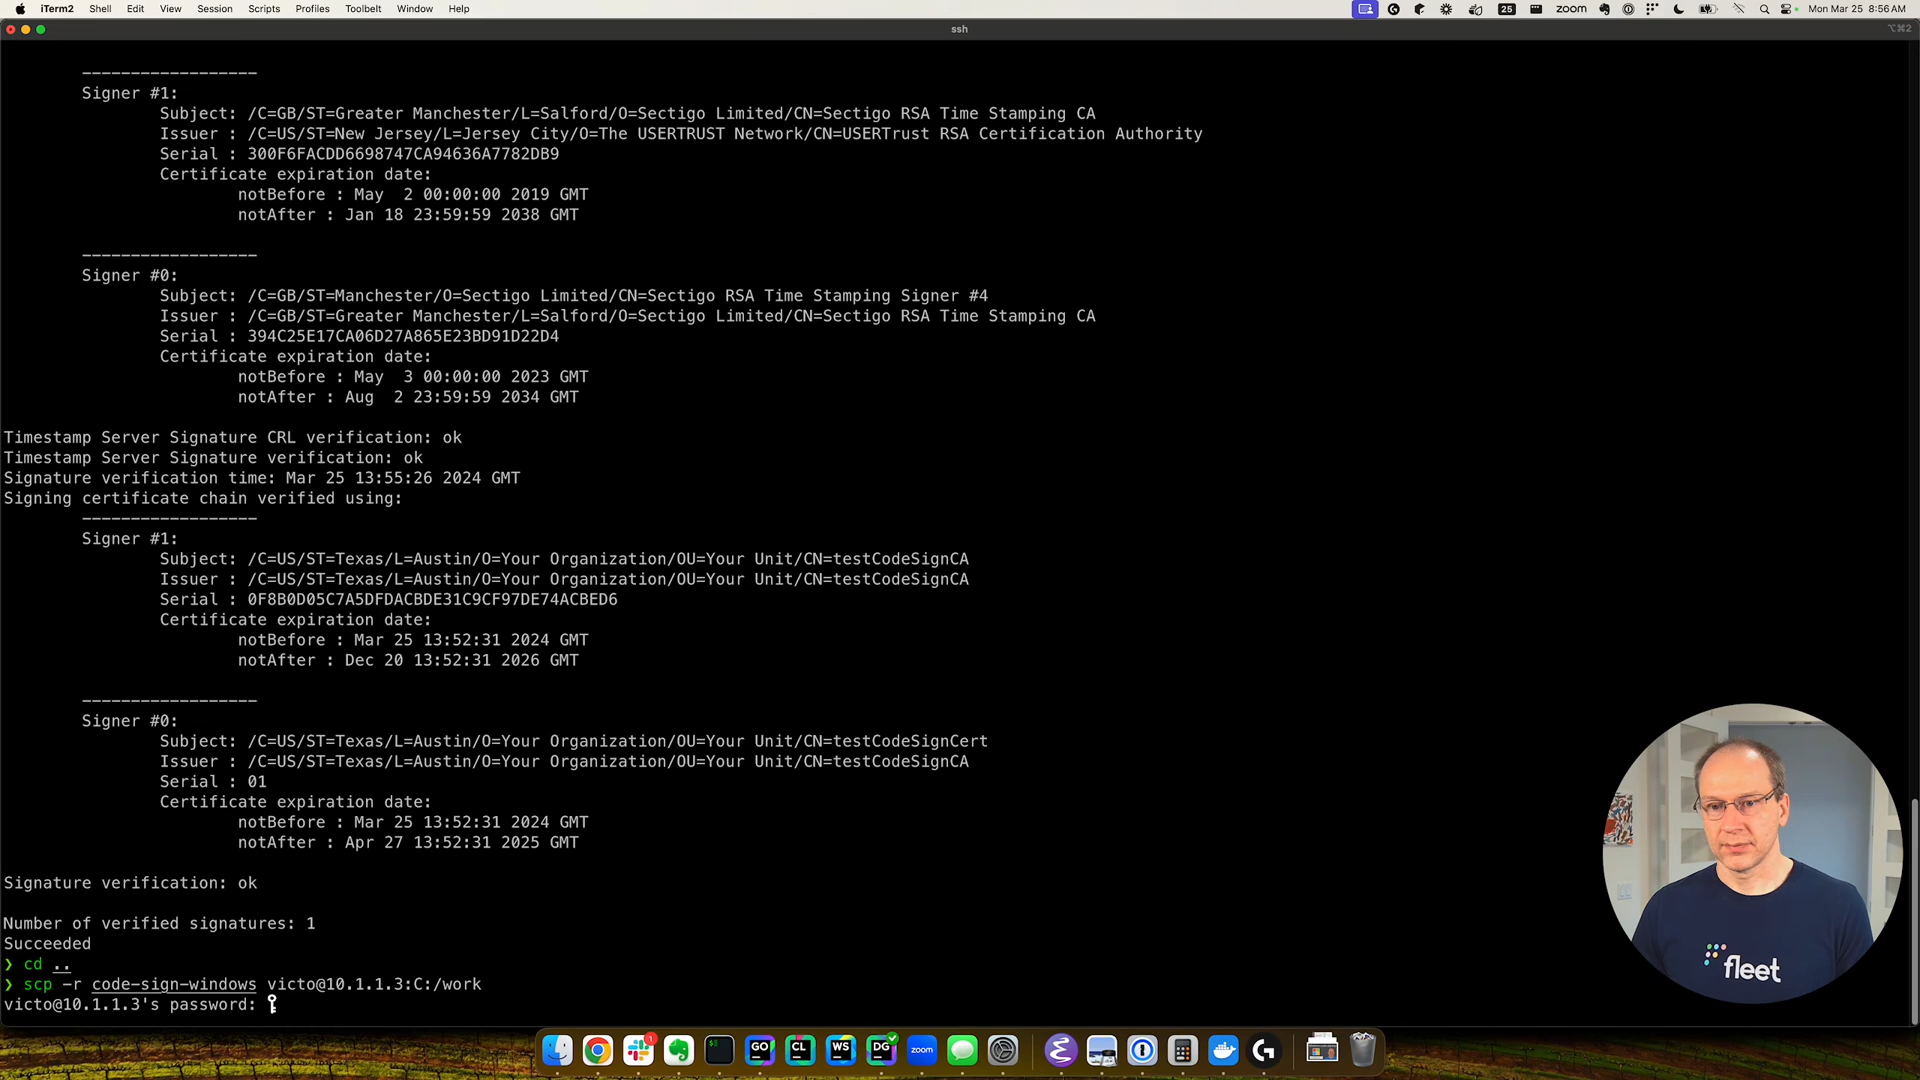 iTerm2 Shell Edit View Session Scripts Profiles Toolbelt Window Help 25 zoom Mon Mar 25 8:56 AM
ssh ⌥⌘2
------------------
Signer #1:
Subject: /C=GB/ST=Greater Manchester/L=Salford/O=Sectigo Limited/CN=Sectigo RSA Time Stamping CA
Issuer : /C=US/ST=New Jersey/L=Jersey City/O=The USERTRUST Network/CN=USERTrust RSA Certification Authority
Serial : 300F6FACDD6698747CA94636A7782DB9
Certificate expiration date:
notBefore : May  2 00:00:00 2019 GMT
notAfter : Jan 18 23:59:59 2038 GMT
------------------
Signer #0:
Subject: /C=GB/ST=Manchester/O=Sectigo Limited/CN=Sectigo RSA Time Stamping Signer #4
Issuer : /C=GB/ST=Greater Manchester/L=Salford/O=Sectigo Limited/CN=Sectigo RSA Time Stamping CA
Serial : 394C25E17CA06D27A865E23BD91D22D4
Certificate expiration date:
notBefore : May  3 00:00:00 2023 GMT
notAfter : Aug  2 23:59:59 2034 GMT
Timestamp Server Signature CRL verification: ok
Timestamp Server Signature verification: ok
Signature verification time: Mar 25 13:55:26 2024 GMT
Signing certificate chain verified using:
------------------
Signer #1:
Subject: /C=US/ST=Texas/L=Austin/O=Your Organization/OU=Your Unit/CN=testCodeSignCA
Issuer : /C=US/ST=Texas/L=Austin/O=Your Organization/OU=Your Unit/CN=testCodeSignCA
Serial : 0F8B0D05C7A5DFDACBDE31C9CF97DE74ACBED6
Certificate expiration date:
notBefore : Mar 25 13:52:31 2024 GMT
notAfter : Dec 20 13:52:31 2026 GMT
------------------
Signer #0:
Subject: /C=US/ST=Texas/L=Austin/O=Your Organization/OU=Your Unit/CN=testCodeSignCert
Issuer : /C=US/ST=Texas/L=Austin/O=Your Organization/OU=Your Unit/CN=testCodeSignCA
Serial : 01
Certificate expiration date:
notBefore : Mar 25 13:52:31 2024 GMT
notAfter : Apr 27 13:52:31 2025 GMT
Signature verification: ok
Number of verified signatures: 1
Succeeded
❯ cd ..
❯ scp -r code-sign-windows victo@10.1.1.3:C:/work
victo@10.1.1.3's password:
fleet
1 $ GO CL WS DG zoom